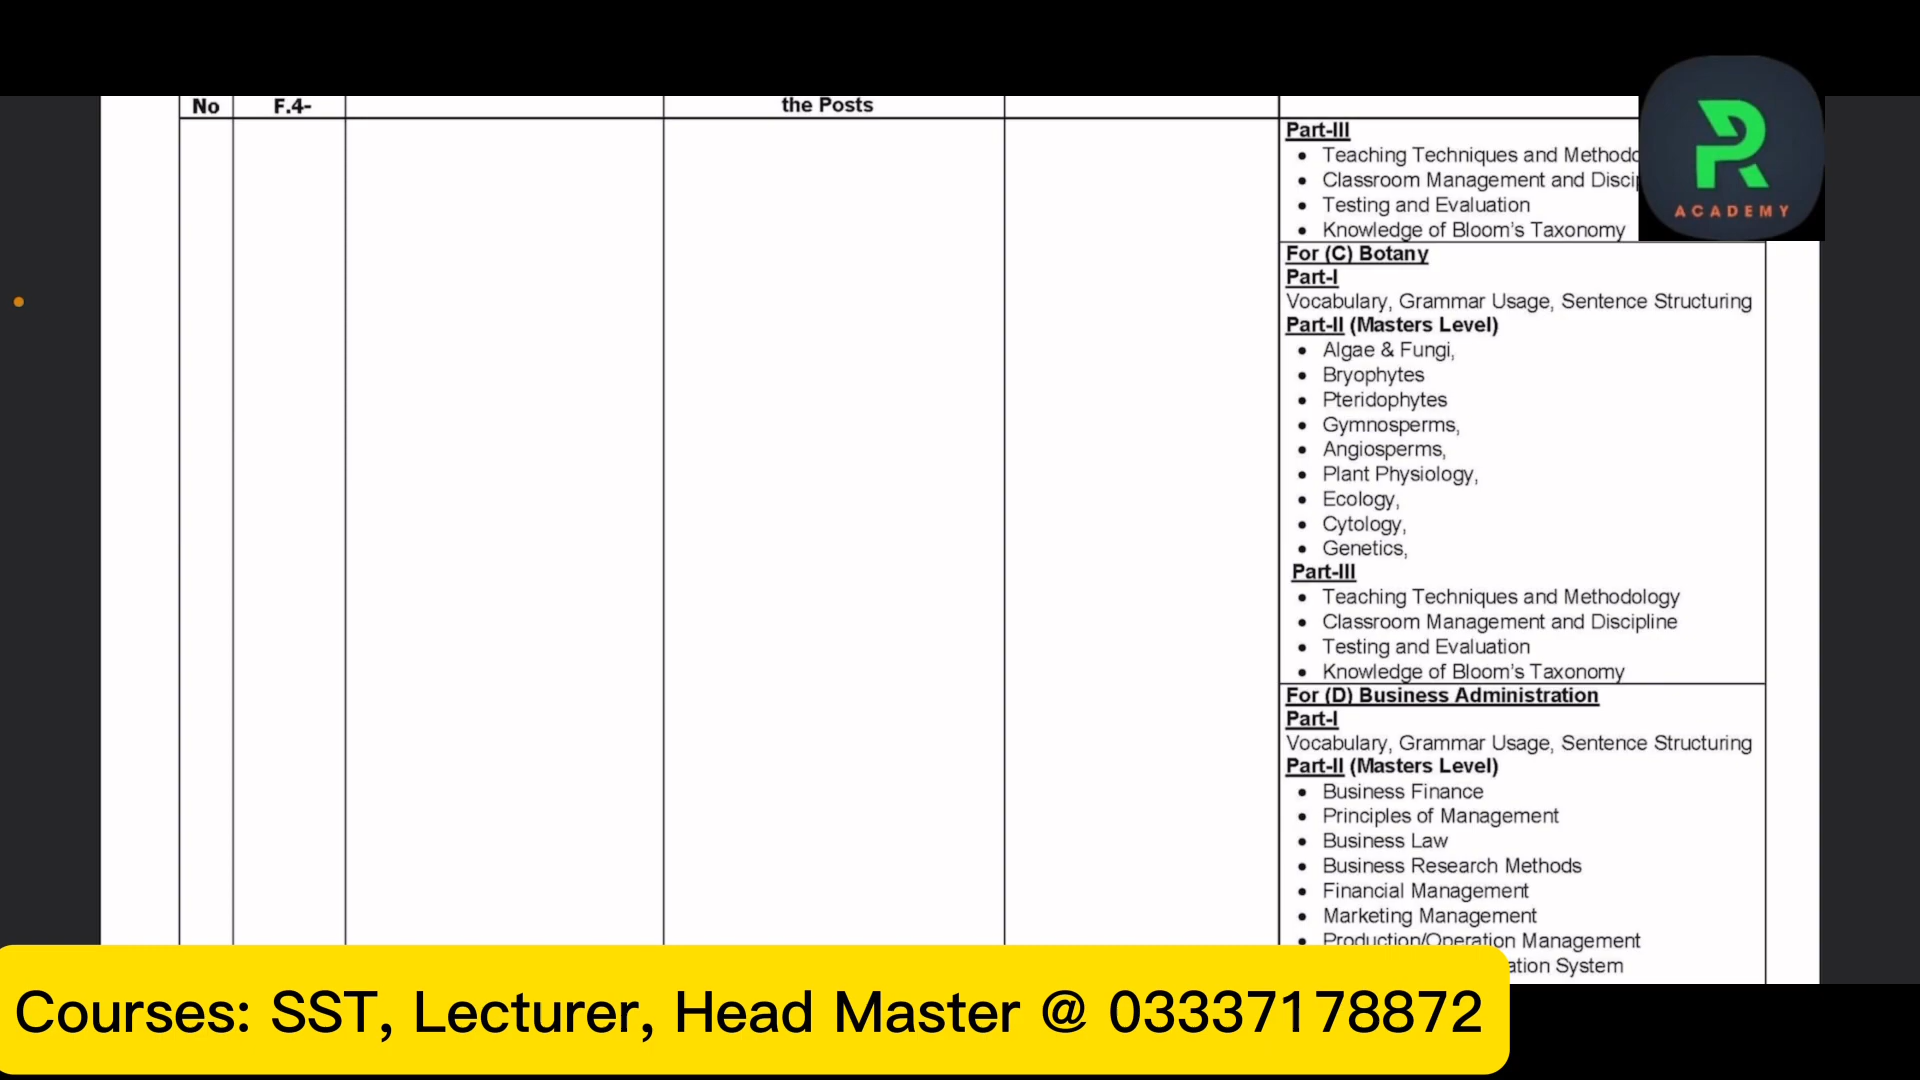 No F.4- the Posts
Part-III
• Teaching Techniques and
• Classroom Management and
• Testing and Evaluation
• Knowledge of Bloom's Taxonomy
ACADEMY
For (C) Botany
Part-I
Vocabulary, Grammar Usage, Sentence Structuring
Part-II (Masters Level)
• Algae & Fungi,
• Bryophytes
• Pteridophytes
• Gymnosperms,
• Angiosperms,
• Plant Physiology,
• Ecology,
• Cytology,
• Genetics,
Part-III
• Teaching Techniques and Methodology
• Classroom Management and Discipline
• Testing and Evaluation
• Knowledge of Bloom's Taxonomy
For (D) Business Administration
Part-I
Vocabulary, Grammar Usage, Sentence Structuring
Part-II (Masters Level)
• Business Finance
• Principles of Management
• Business Law
• Business Research Methods
• Financial Management
• Marketing Management
• Production/Operation Management
System
Courses: SST, Lecturer, Head Master @ 03337178872